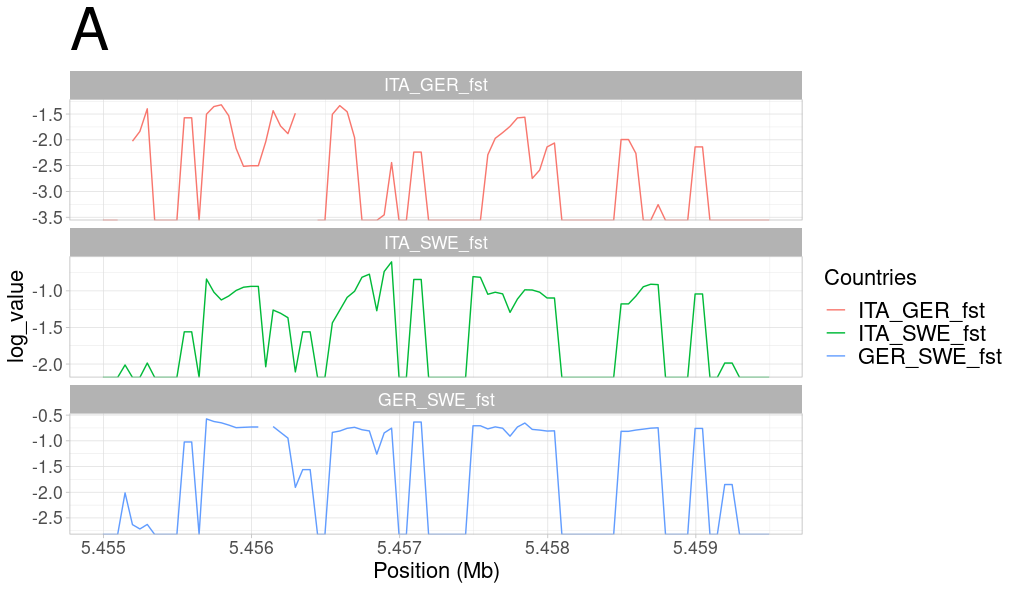 A
ITA_GER_fst
-1.5
-2.0
-2.5
-3.0
-3.5
ITA_SWE_fst
-1.0
-1.5
-2.0
GER_SWE_fst
-0.5
-1.0
-1.5
-2.0
-2.5
5.455 5.456 5.457 5.458 5.459
Position (Mb)
log_value
Countries
ITA_GER_fst
ITA_SWE_fst
GER_SWE_fst